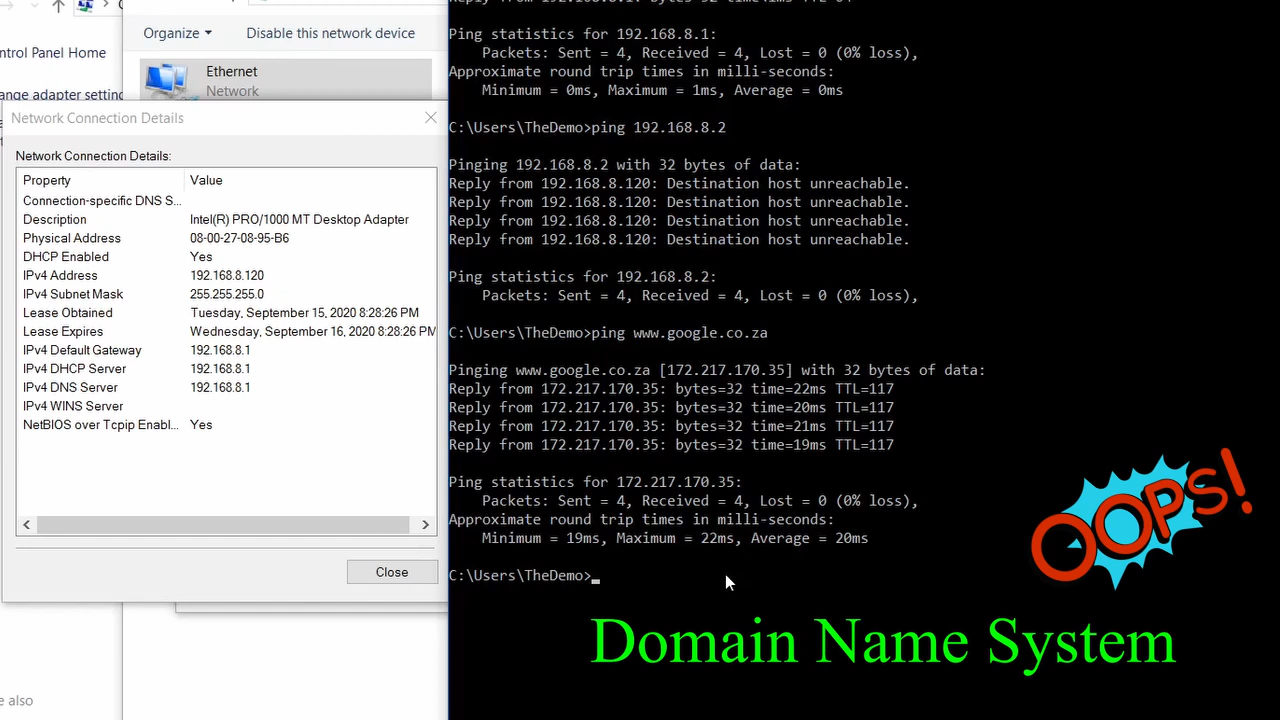 Organize
Disable this network device
ontrol Panel Home
Ethernet
Network
ange adapter setting
Network Connection Details
Network Connection Details:
Property Value
Connection-specific DNS S...
Description Intel(R) PRO/1000 MT Desktop Adapter
Physical Address 08-00-27-08-95-B6
DHCP Enabled Yes
IPv4 Address 192.168.8.120
IPv4 Subnet Mask 255.255.255.0
Lease Obtained Tuesday, September 15, 2020 8:28:26 PM
Lease Expires Wednesday, September 16, 2020 8:28:26 PM
IPv4 Default Gateway 192.168.8.1
IPv4 DHCP Server 192.168.8.1
IPv4 DNS Server 192.168.8.1
IPv4 WINS Server
NetBIOS over Tcpip Enabl... Yes
Close
e also
Ping statistics for 192.168.8.1:
Packets: Sent = 4, Received = 4, Lost = 0 (0% loss),
Approximate round trip times in milli-seconds:
Minimum = 0ms, Maximum = 1ms, Average = 0ms
C:\Users\TheDemo>ping 192.168.8.2
Pinging 192.168.8.2 with 32 bytes of data:
Reply from 192.168.8.120: Destination host unreachable.
Reply from 192.168.8.120: Destination host unreachable.
Reply from 192.168.8.120: Destination host unreachable.
Reply from 192.168.8.120: Destination host unreachable.
Ping statistics for 192.168.8.2:
Packets: Sent = 4, Received = 4, Lost = 0 (0% loss),
C:\Users\TheDemo>ping www.google.co.za
Pinging www.google.co.za [172.217.170.35] with 32 bytes of data:
Reply from 172.217.170.35: bytes=32 time=22ms TTL=117
Reply from 172.217.170.35: bytes=32 time=20ms TTL=117
Reply from 172.217.170.35: bytes=32 time=21ms TTL=117
Reply from 172.217.170.35: bytes=32 time=19ms TTL=117
Ping statistics for 172.217.170.35:
Packets: Sent = 4, Received = 4, Lost = 0 (0% loss),
Approximate round trip times in milli-seconds:
Minimum = 19ms, Maximum = 22ms, Average = 20ms
C:\Users\TheDemo>
OOPS!
Domain Name System